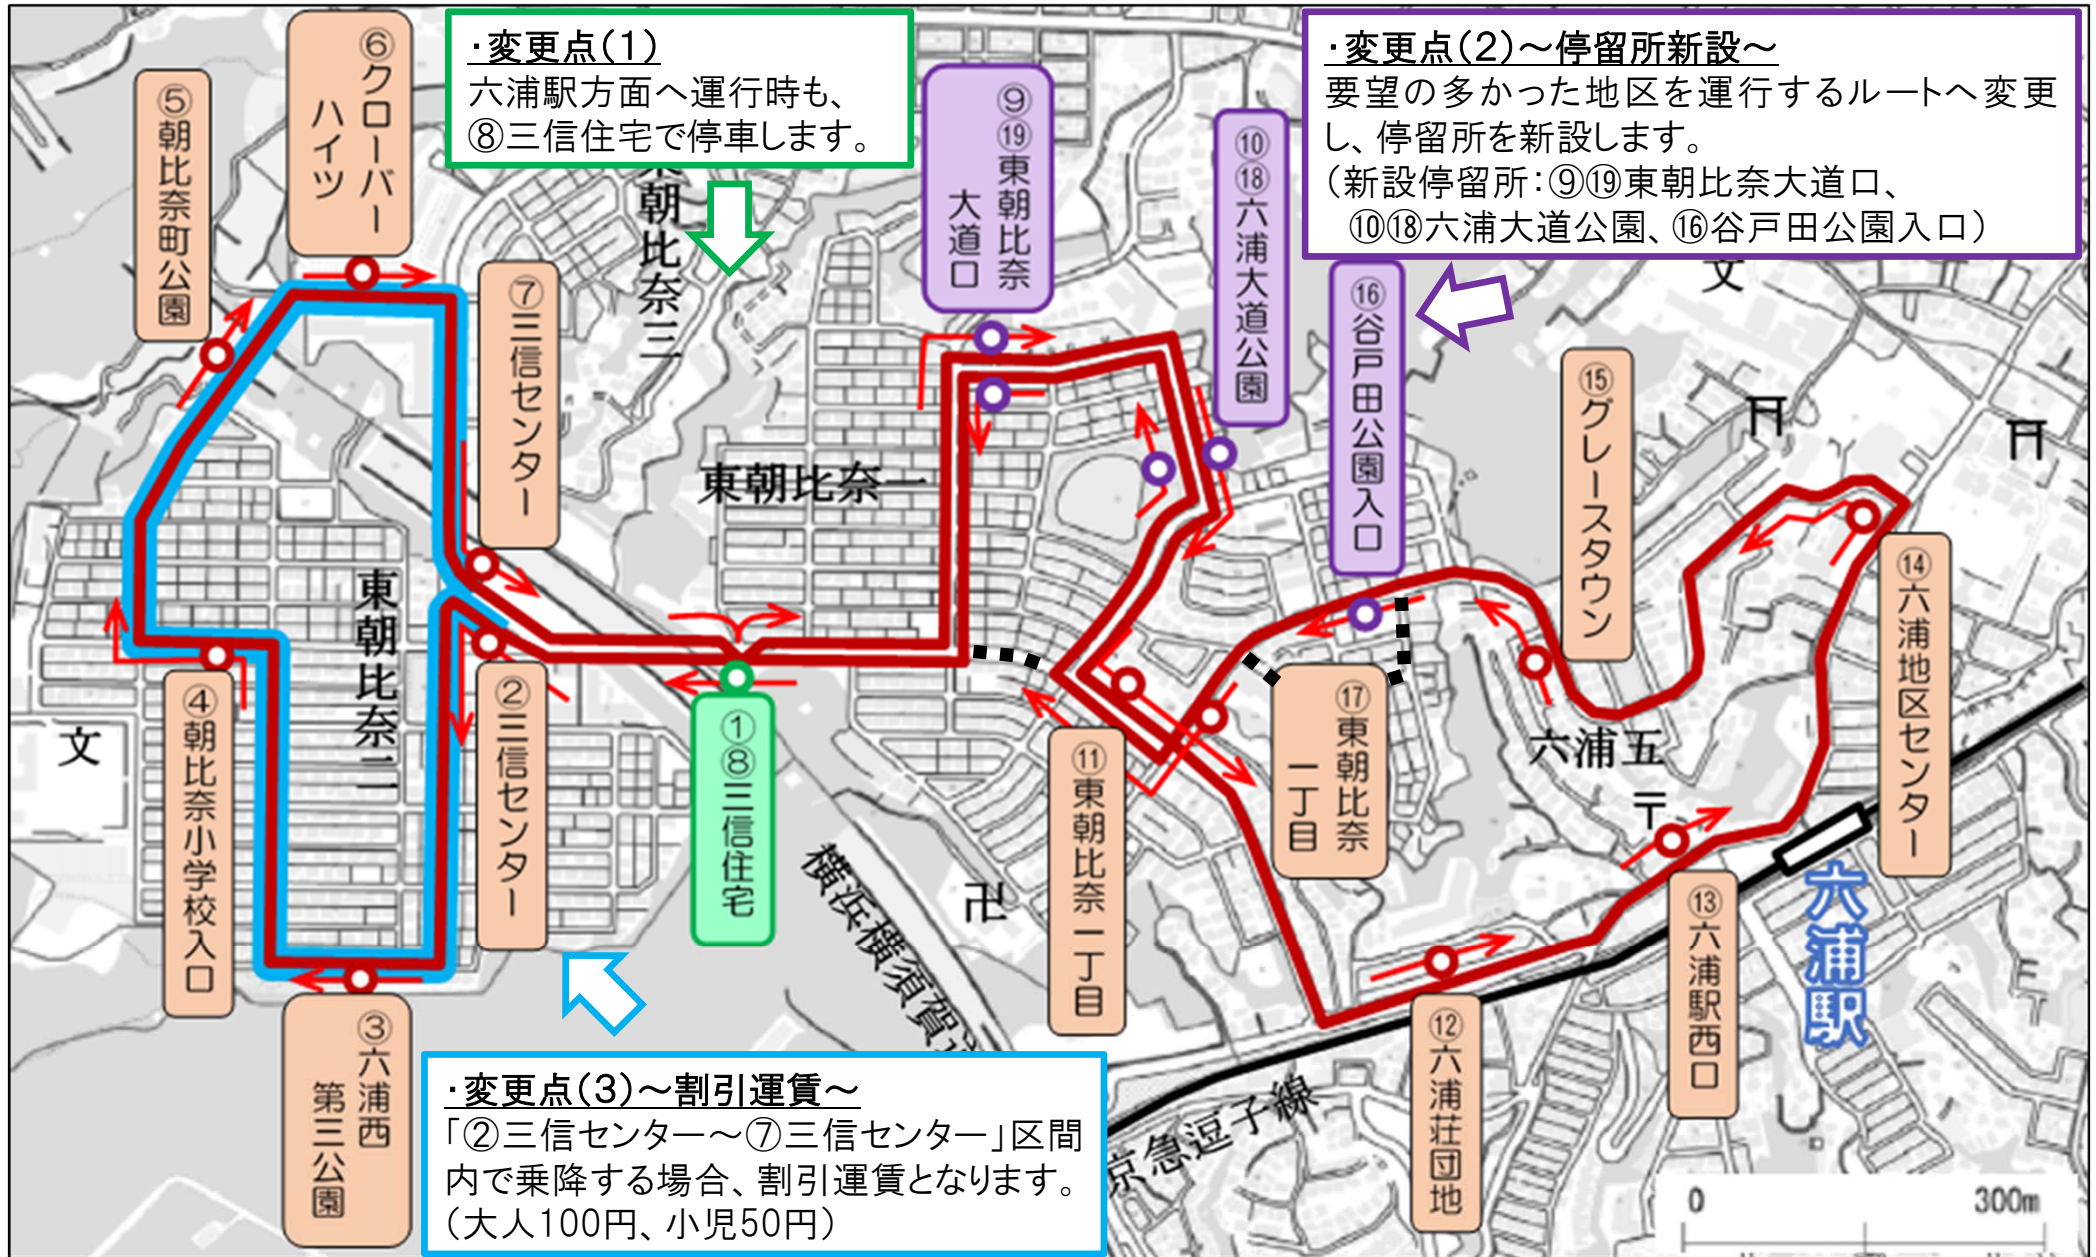 ・変更点(1)
六浦駅方面へ運行時も、
⑧三信住宅で停車します。
・変更点(2)～停留所新設～
要望の多かった地区を運行するルートへ変更
し、停留所を新設します。
(新設停留所:⑨⑲東朝比奈大道口、
⑩⑱六浦大道公園、⑯谷戸田公園入口)
⑥クローバー
ハイツ
⑤朝比奈町公園
⑦三信センター
東朝比奈三
⑨⑲東朝比奈
大道口
⑩⑱六浦大道公園
⑯谷戸田公園入口
文
⑮グレースタウン
東朝比奈一
東朝比奈二
文
④朝比奈小学校入口
②三信センター
①⑧三信住宅
⑪東朝比奈一丁目
⑰東朝比奈
一丁目
六浦五
⑭六浦地区センター
③六浦西
第三公園
⑫六浦荘団地
⑬六浦駅西口
六浦駅
横浜横須賀
京急逗子線
・変更点(3)～割引運賃～
「②三信センター～⑦三信センター」区間
内で乗降する場合、割引運賃となります。
(大人100円、小児50円)
0 300m